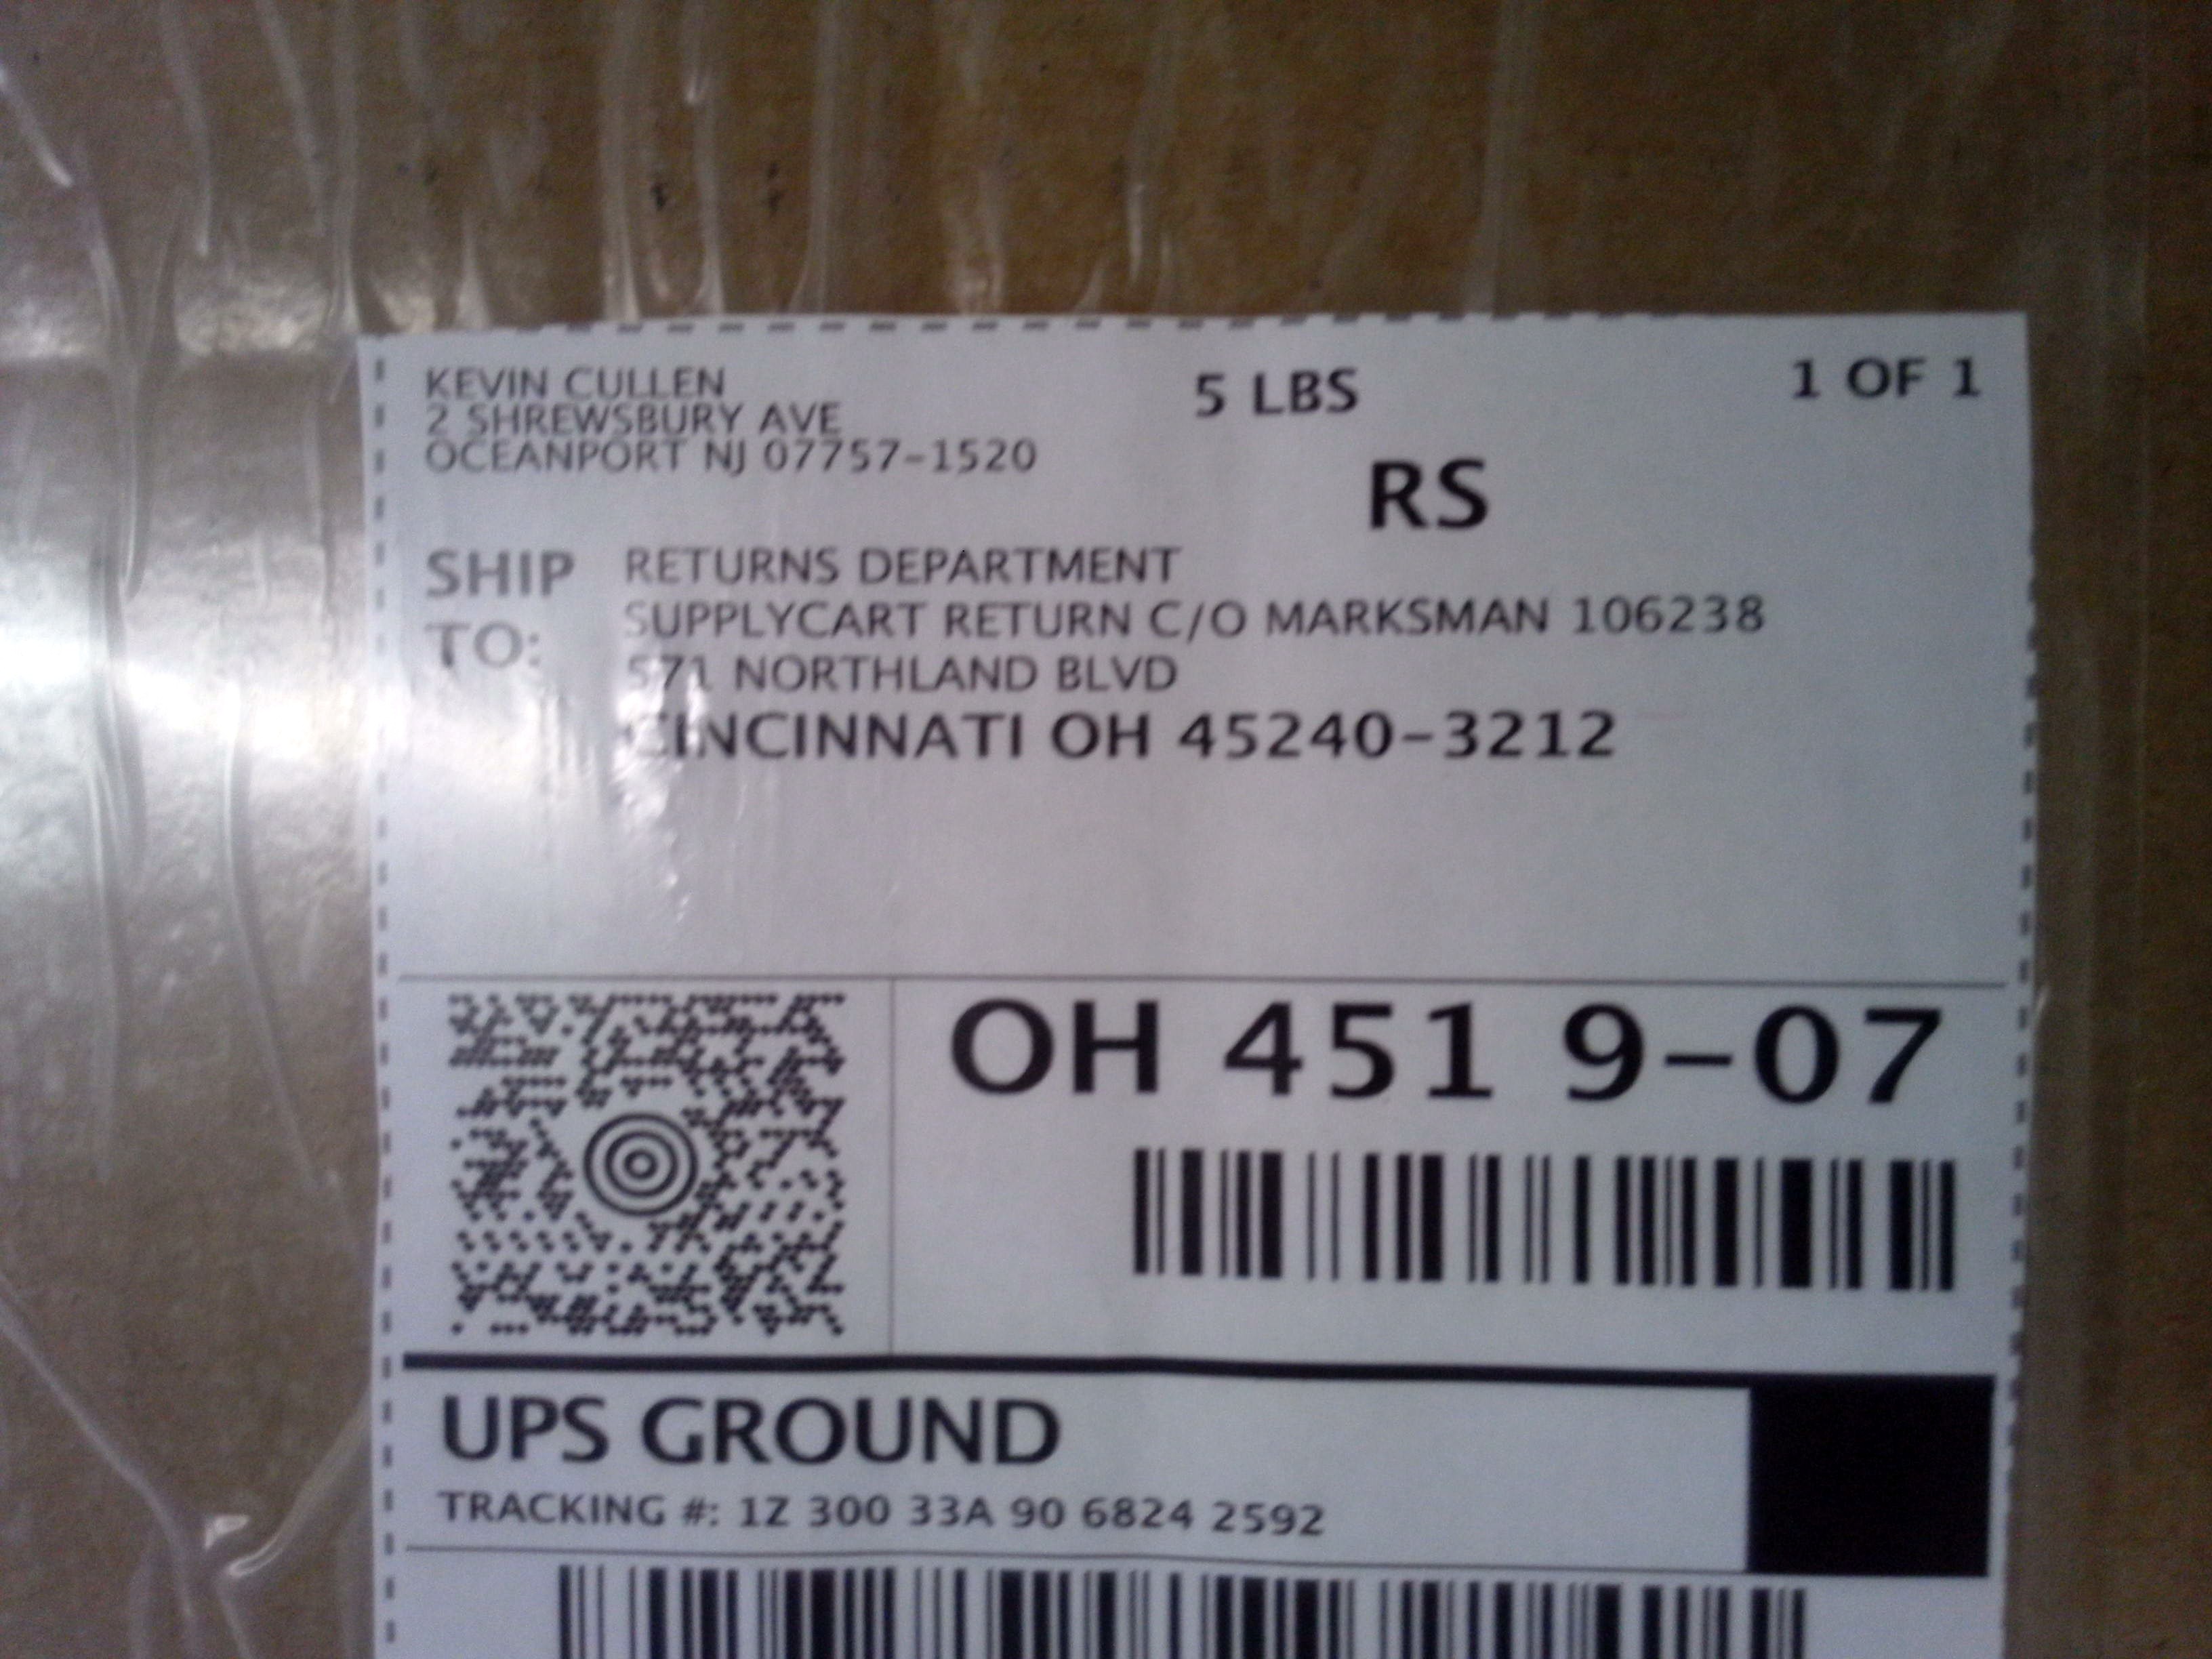 KEVIN CULLEN
2 SHREWSBURY AVE
OCEANPORT NJ 07757-1520
5 LBS
1 OF 1
RS
SHIP TO:
RETURNS DEPARTMENT
SUPPLYCART RETURN C/O MARKSMAN 106238
571 NORTHLAND BLVD
CINCINNATI OH 45240-3212
OH 451 9-07
UPS GROUND
TRACKING #: 1Z 300 33A 90 6824 2592